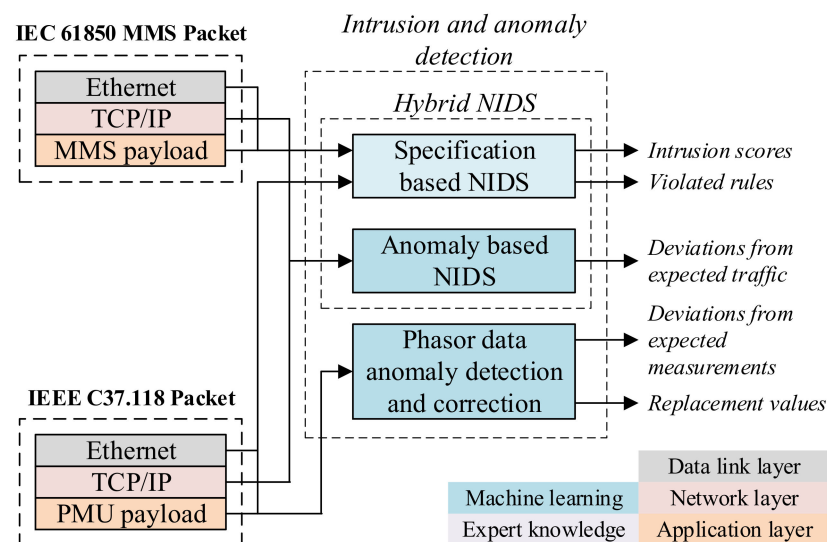 IEC 61850 MMS Packet
Ethernet
TCP/IP
MMS payload
Intrusion and anomaly
detection
Hybrid NIDS
Specification
based NIDS
Anomaly based
NIDS
Phasor data
anomaly detection
and correction
Intrusion scores
Violated rules
Deviations from
expected traffic
Deviations from
expected
measurements
Replacement values
IEEE C37.118 Packet
Ethernet
TCP/IP
PMU payload
Data link layer
Machine learning
Network layer
Expert knowledge
Application layer